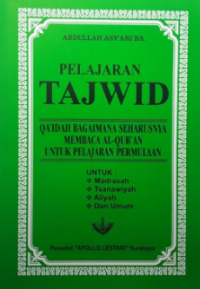 ABDULLAH ASY'ARI BA.
PELAJARAN
TAJWID
QA'IDAH BAGAIMANA SEHARUSNYA
MEMBACA AL-QUR'AN
UNTUK PELAJARAN PERMULAAN
UNTUK :
Madrasah
Tsanawiyah
Aliyah
Dan Umum
Penerbit "APOLLO LESTARI" Surabaya